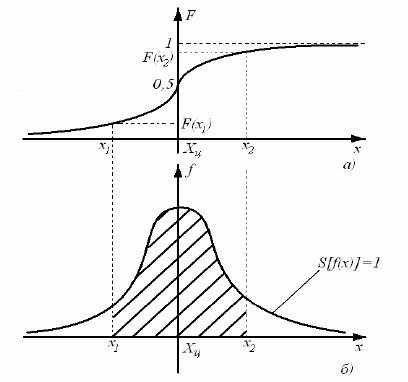 F
1
F(x₂)
0,5
F(x₁)
x₁ Xц x₂ x
а)
f
S[f(x)]=1
x₁ Xц x₂ x
б)